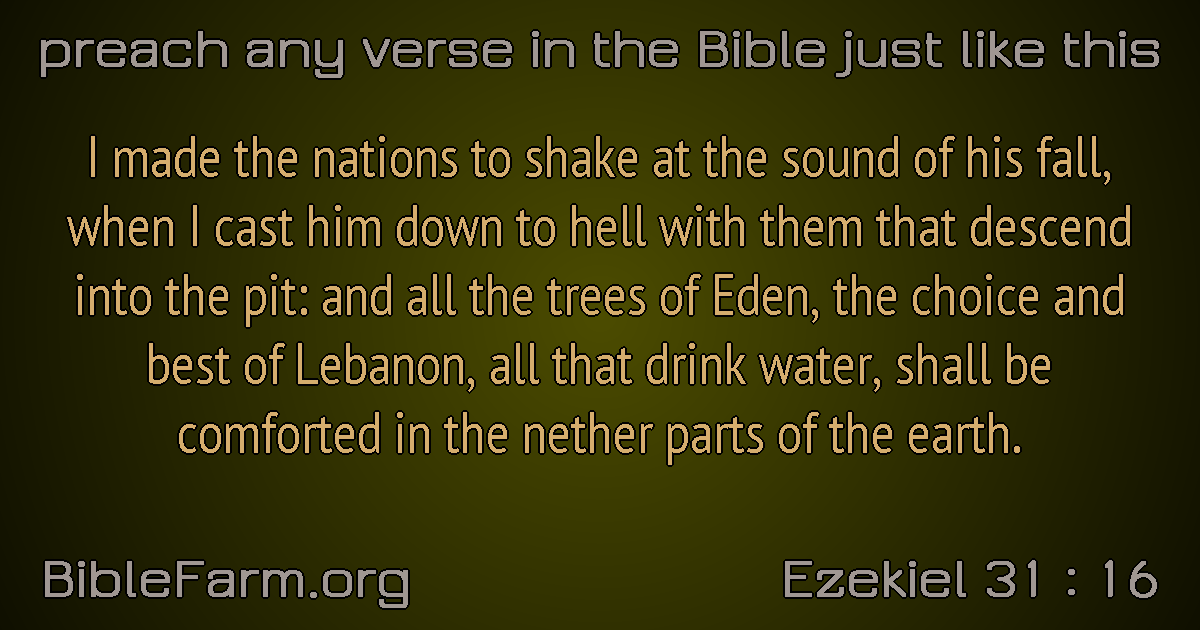 preach any verse in the Bible just like this
I made the nations to shake at the sound of his fall,
when I cast him down to hell with them that descend
into the pit: and all the trees of Eden, the choice and
best of Lebanon, all that drink water, shall be
comforted in the nether parts of the earth.
BibleFarm.org
Ezekiel 31 : 16